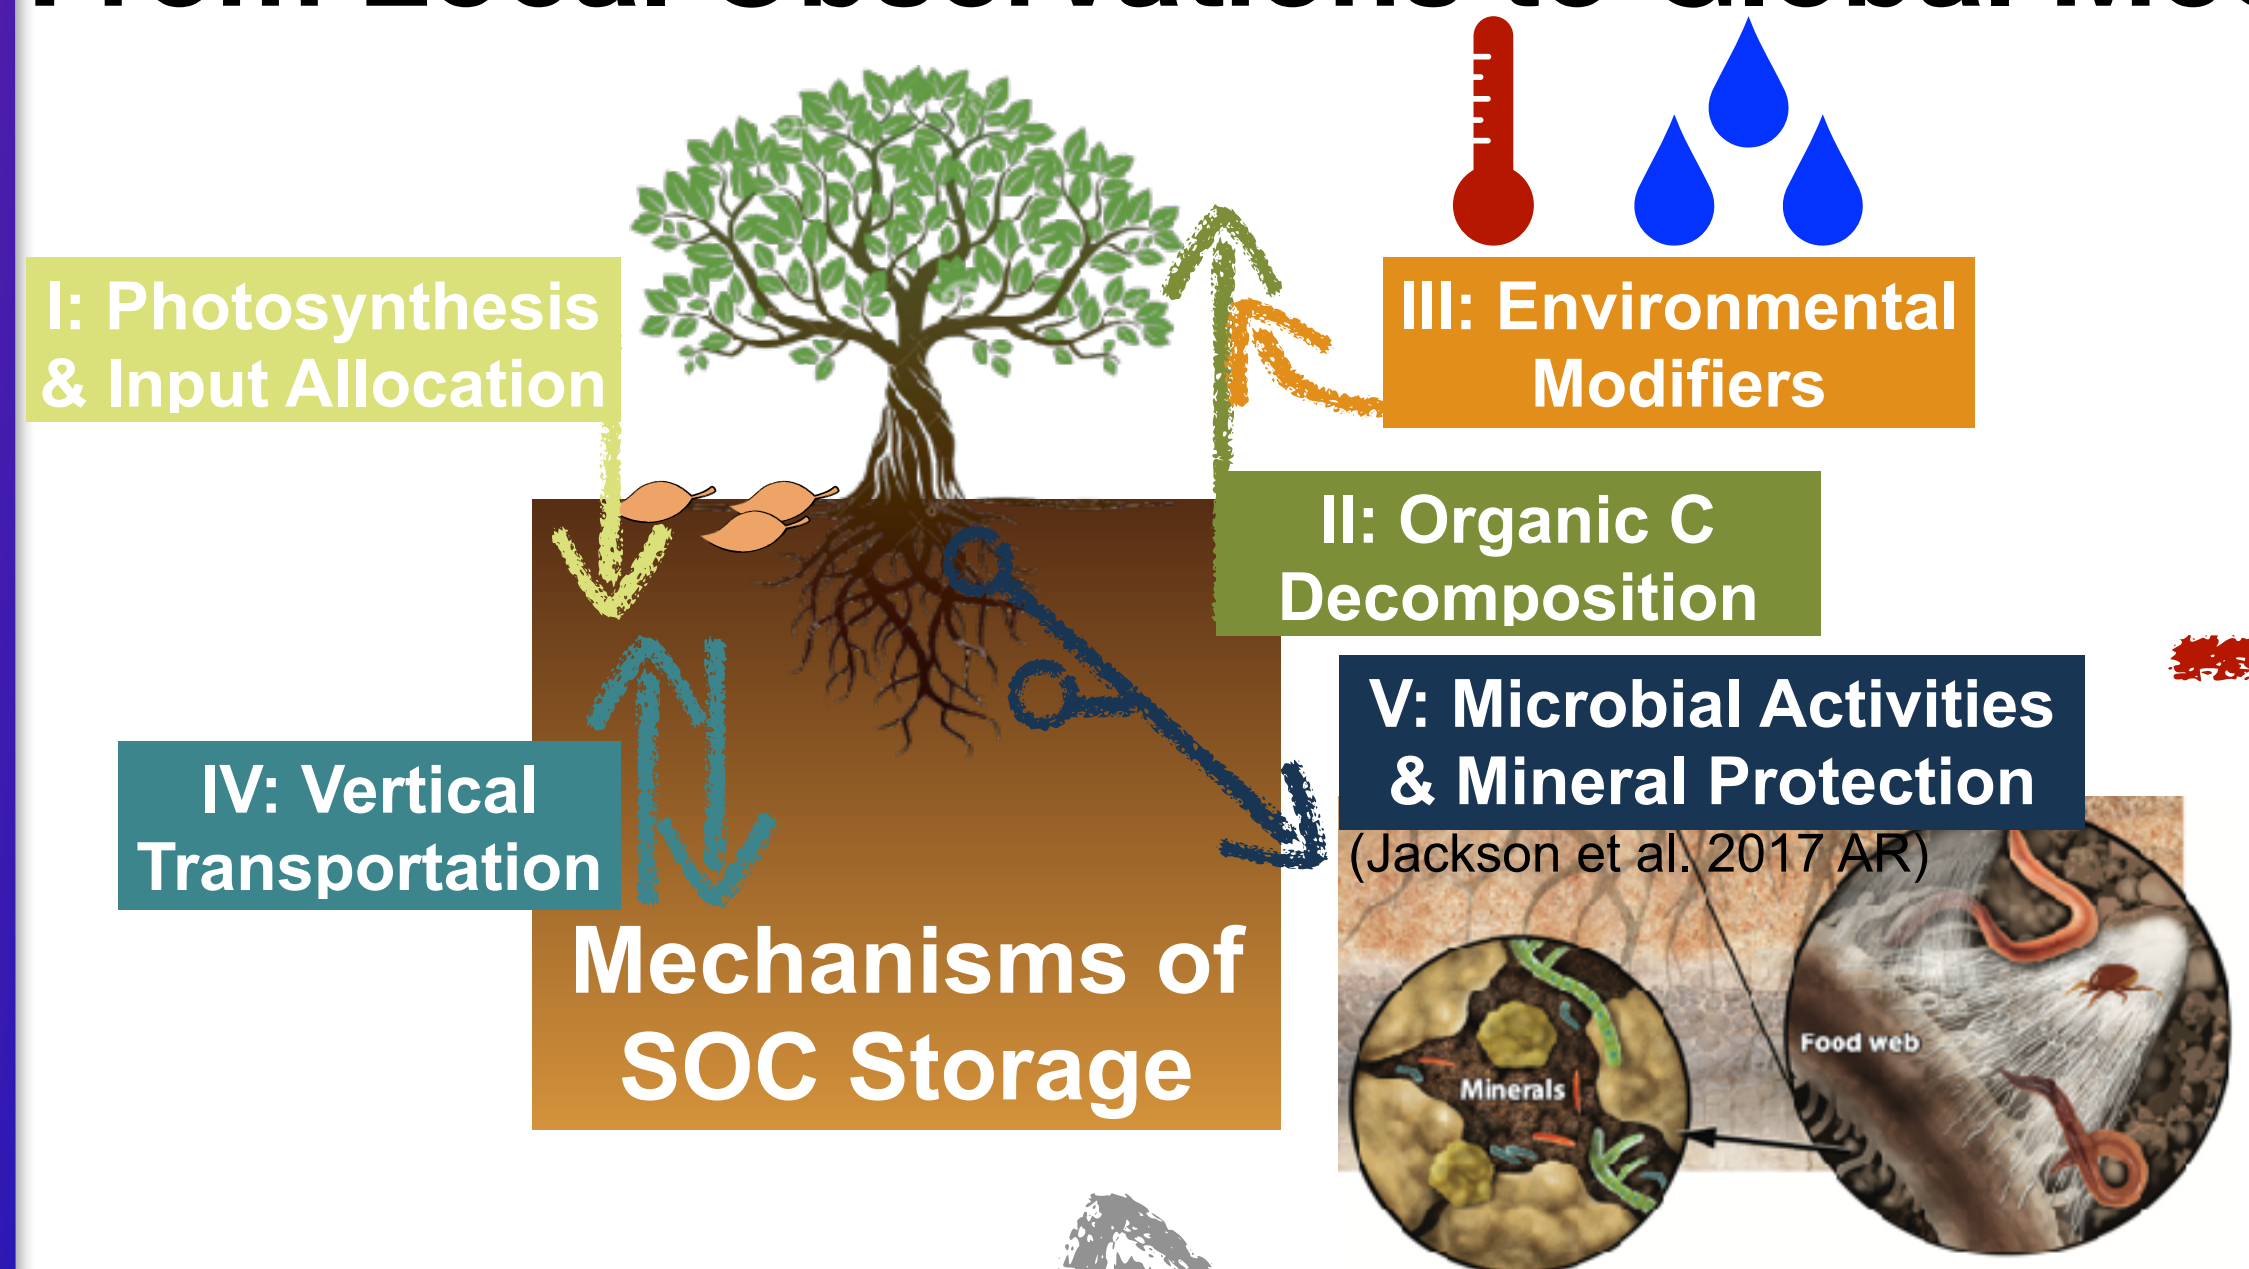 I: Photosynthesis
& Input Allocation
III: Environmental
Modifiers
II: Organic C
Decomposition
IV: Vertical
Transportation
V: Microbial Activities
& Mineral Protection
(Jackson et al. 2017 AR)
Mechanisms of
SOC Storage
Food web
Minerals